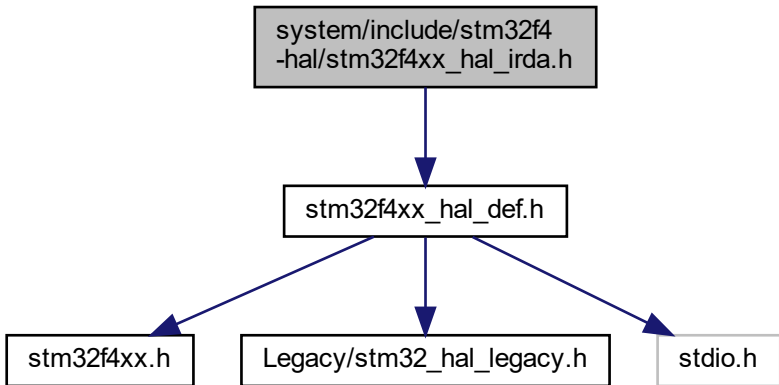 system/include/stm32f4
-hal/stm32f4xx_hal_irda.h
stm32f4xx_hal_def.h
stm32f4xx.h
Legacy/stm32_hal_legacy.h
stdio.h